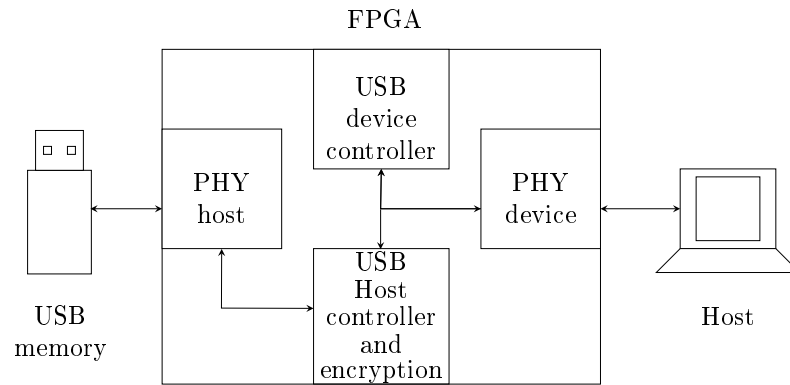 FPGA
USB
device
controller
PHY
host
PHY
device
USB
Host
controller
and
encryption
USB
memory
Host